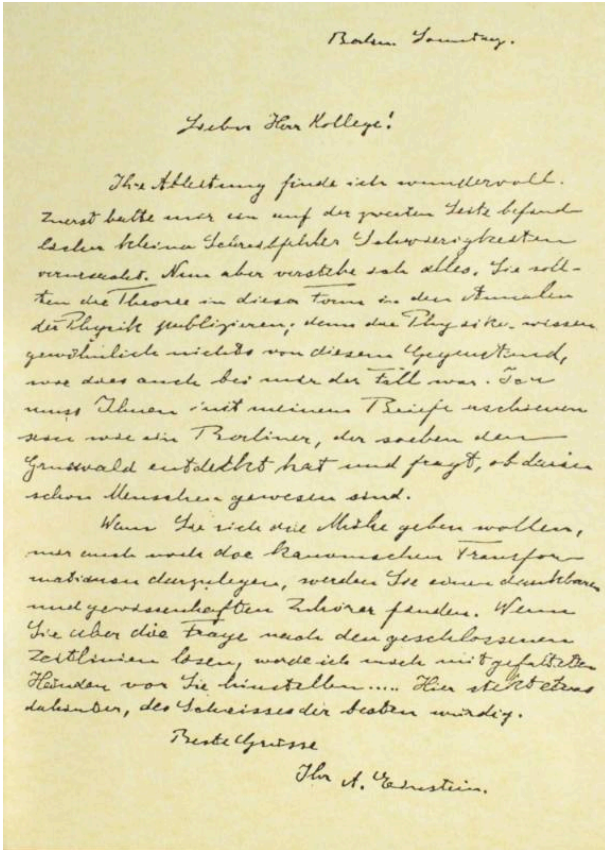 Berlin Sonntag.
Lieber Herr Kollege!
Ihre Ableitung finde ich wundervoll.
Zuerst hatte mir ein auf der zweiten Seite befind-
licher kleiner Schreibfehler Schwierigkeiten
verursacht. Nun aber verstehe ich alles. Sie soll-
ten die Theorie in dieser Form in den Annalen
der Physik publizieren; denn die Physiker wissen
gewöhnlich nichts von diesem Gegenstand,
wie dies auch bei mir der Fall war. Ich
muss Ihnen mit meinem Briefe erschienen
sein wie ein Berliner, der soeben den
Grunewald entdeckt hat und fragt, ob darin
schon Menschen gewesen sind.
Wenn Sie sich die Mühe geben wollen,
mir auch noch die kanonischen Transfor-
mationen darzulegen, werden Sie einen dankbaren
und gewissenhaften Zuhörer finden. Wenn
Sie aber die Frage nach den geschlossenen
Zeitlinien lösen, werde ich mich mit gefalteten
Händen vor Sie hinstellen..... Hier steckt etwas
dahinter, des Schweisses der besten würdig.
Beste Grüsse
Ihr A. Einstein.